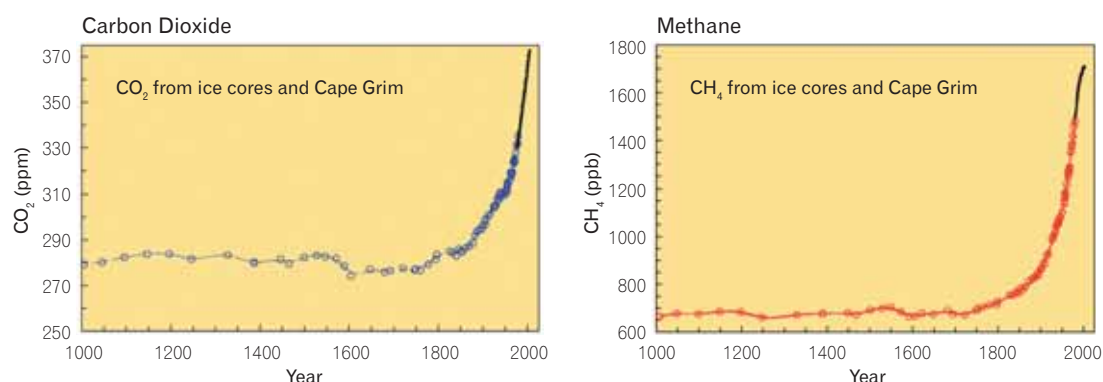 Carbon Dioxide
370
350
330
310
290
270
250
CO₂ (ppm)
CO₂ from ice cores and Cape Grim
1000 1200 1400 1600 1800 2000
Year
Methane
1800
1600
1400
1200
1000
700
600
CH₄ (ppb)
CH₄ from ice cores and Cape Grim
1000 1200 1400 1600 1800 2000
Year